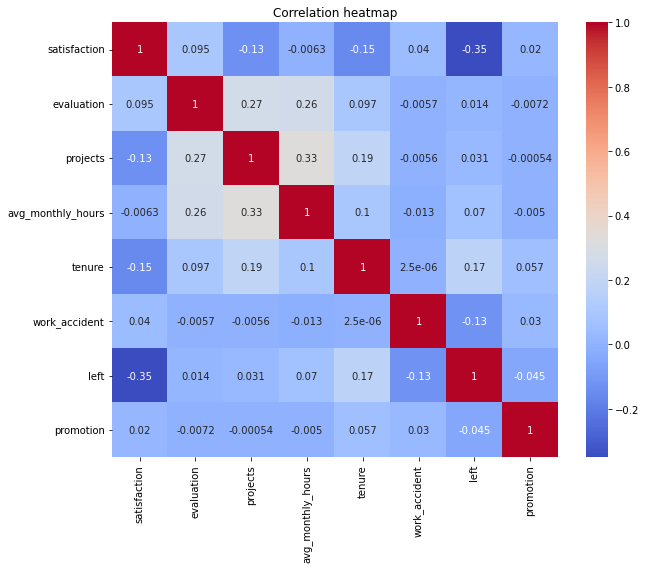 Correlation heatmap
satisfaction 1 0.095 -0.13 -0.0063 -0.15 0.04 -0.35 0.02
evaluation 0.095 1 0.27 0.26 0.097 -0.0057 0.014 -0.0072
projects -0.13 0.27 1 0.33 0.19 -0.0056 0.031 -0.00054
avg_monthly_hours -0.0063 0.26 0.33 1 0.1 -0.013 0.07 -0.005
tenure -0.15 0.097 0.19 0.1 1 2.5e-06 0.17 0.057
work_accident 0.04 -0.0057 -0.0056 -0.013 2.5e-06 1 -0.13 0.03
left -0.35 0.014 0.031 0.07 0.17 -0.13 1 -0.045
promotion 0.02 -0.0072 -0.00054 -0.005 0.057 0.03 -0.045 1
satisfaction
evaluation
projects
avg_monthly_hours
tenure
work_accident
left
promotion
1.0
0.8
0.6
0.4
0.2
0.0
−0.2